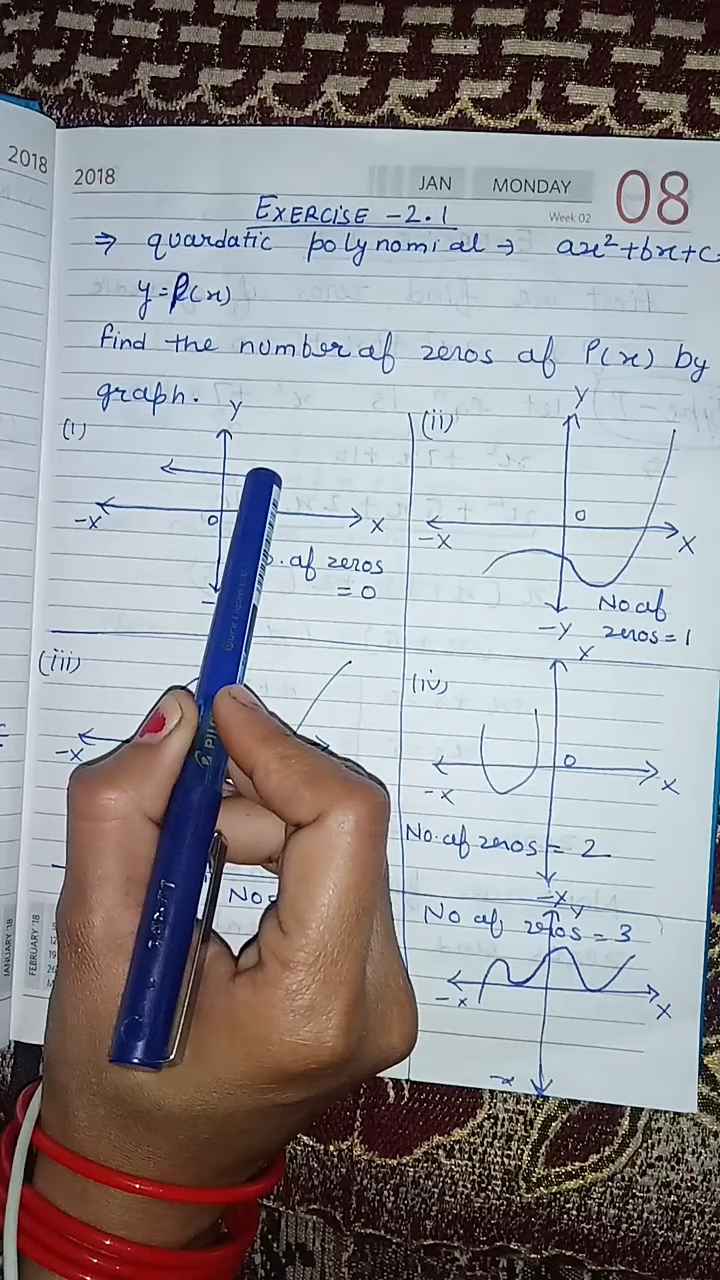 2018
2018
JAN MONDAY 08
Week 02
EXERCISE - 2.1
⇒ quardatic polynomial → ax²+bx+c
y = P(x)
find the number af zeros af P(x) by
graph.
(i)
y
-x
0
x
af zeros
= 0
(ii)
y
0
-x
x
No af
zeros = 1
-y
(iii)
-x
No
(iv)
x
0
-x
x
No. af zeros = 2
-x
y
No af zeros = 3
-x
x
-x
JANUARY '18
FEBRUARY '18